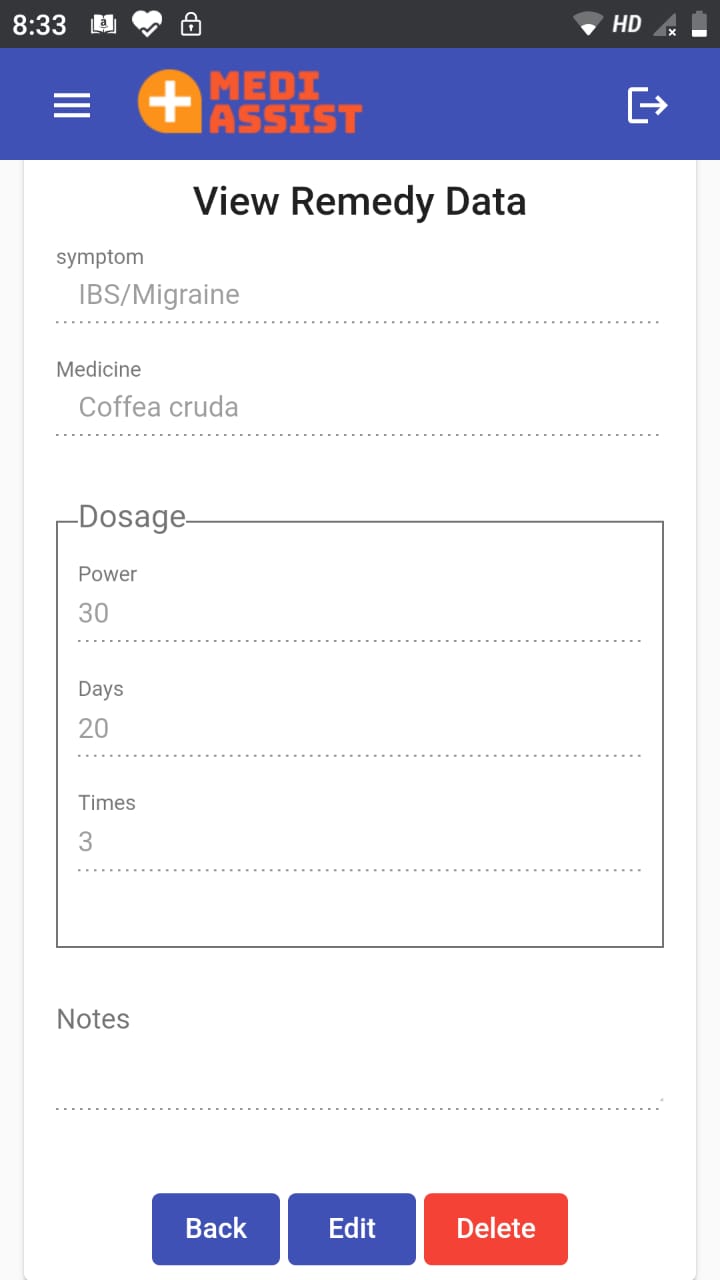 8:33
HD
MEDI
ASSIST
View Remedy Data
symptom
IBS/Migraine
Medicine
Coffea cruda
Dosage
Power
30
Days
20
Times
3
Notes
Back Edit Delete